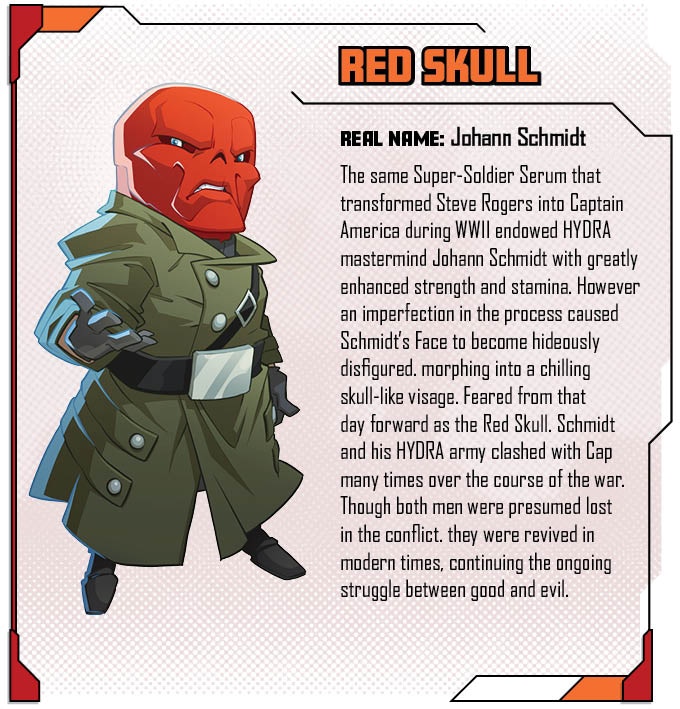 RED SKULL
REAL NAME: Johann Schmidt
The same Super-Soldier Serum that
transformed Steve Rogers into Captain
America during WWII endowed HYDRA
mastermind Johann Schmidt with greatly
enhanced strength and stamina. However
an imperfection in the process caused
Schmidt's Face to become hideously
disfigured. morphing into a chilling
skull-like visage. Feared from that
day forward as the Red Skull. Schmidt
and his HYDRA army clashed with Cap
many times over the course of the war.
Though both men were presumed lost
in the conflict. they were revived in
modern times, continuing the ongoing
struggle between good and evil.